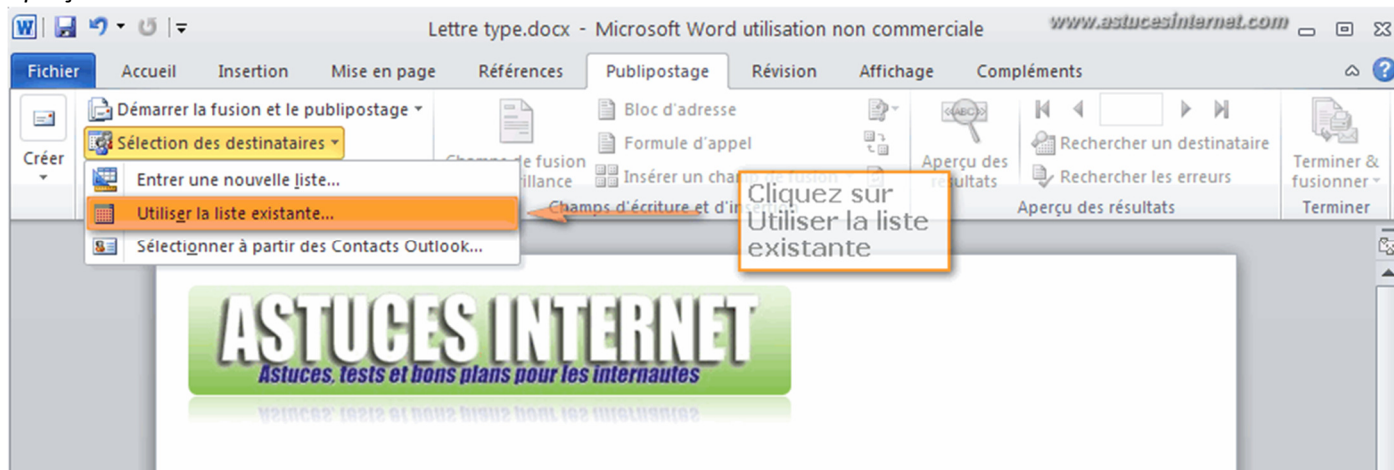 Lettre type.docx - Microsoft Word utilisation non commerciale
www.astucesinternet.com
Fichier Accueil Insertion Mise en page Références Publipostage Révision Affichage Compléments
Créer
Démarrer la fusion et le publipostage
Sélection des destinataires
Entrer une nouvelle liste...
Utiliser la liste existante...
Sélectionner à partir des Contacts Outlook...
de fusion
Bloc d'adresse
Formule d'appel
Insérer un champ de fusion
Champs d'écriture et d'insertion
Cliquez sur
Utiliser la liste
existante
Aperçu des
résultats
Rechercher un destinataire
Rechercher les erreurs
Aperçu des résultats
Terminer &
fusionner
Terminer
ASTUCES INTERNET
Astuces, tests et bons plans pour les internautes